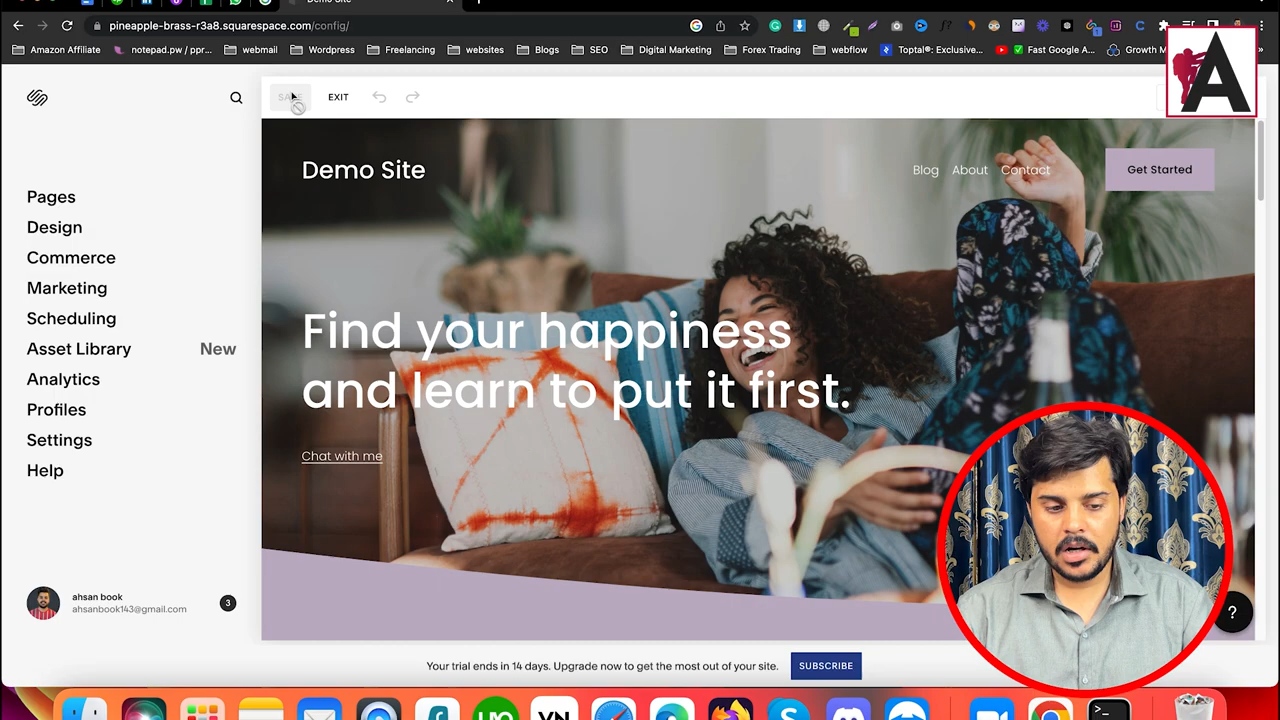 pineapple-brass-r3a8.squarespace.com/config/
Amazon Affiliate
notepad.pw / ppr...
webmail
Wordpress
Freelancing
websites
Blogs
SEO
Digital Marketing
Forex Trading
webflow
Toptal®: Exclusive...
Fast Google A...
Growth M
A
SAVE
EXIT
Demo Site
Blog
About
Contact
Get Started
Pages
Design
Commerce
Marketing
Scheduling
Asset Library
New
Analytics
Profiles
Settings
Help
Find your happiness
and learn to put it first.
Chat with me
ahsan book
ahsanbook143@gmail.com
3
?
Your trial ends in 14 days. Upgrade now to get the most out of your site.
SUBSCRIBE
UQ
VN